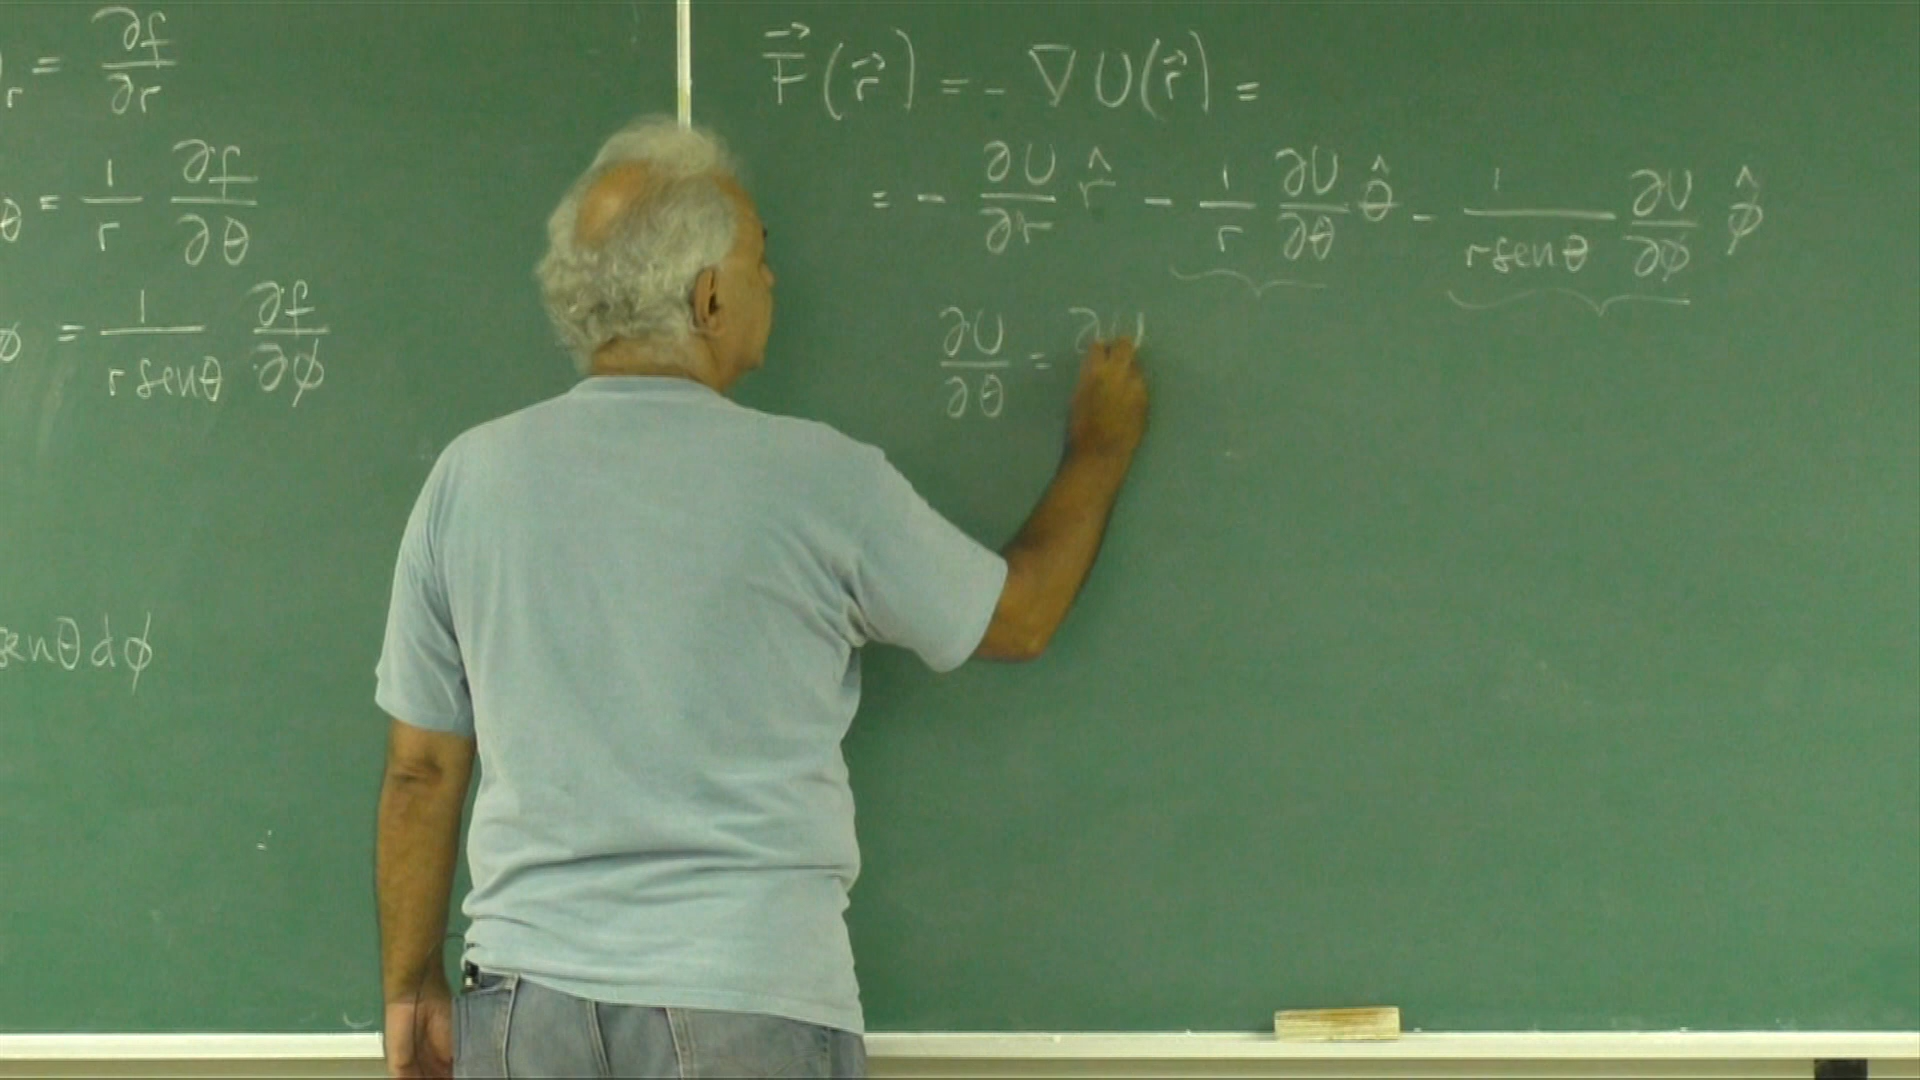 r = ∂f/∂r
θ = 1/r ∂f/∂θ
ϕ = 1/(r senθ) ∂f/∂ϕ
senθ dϕ
F⃗(r⃗) = - ∇U(r⃗) =
= - ∂U/∂r r̂ - 1/r ∂U/∂θ θ̂ - 1/(r senθ) ∂U/∂ϕ ϕ̂
∂U/∂θ = ∂U